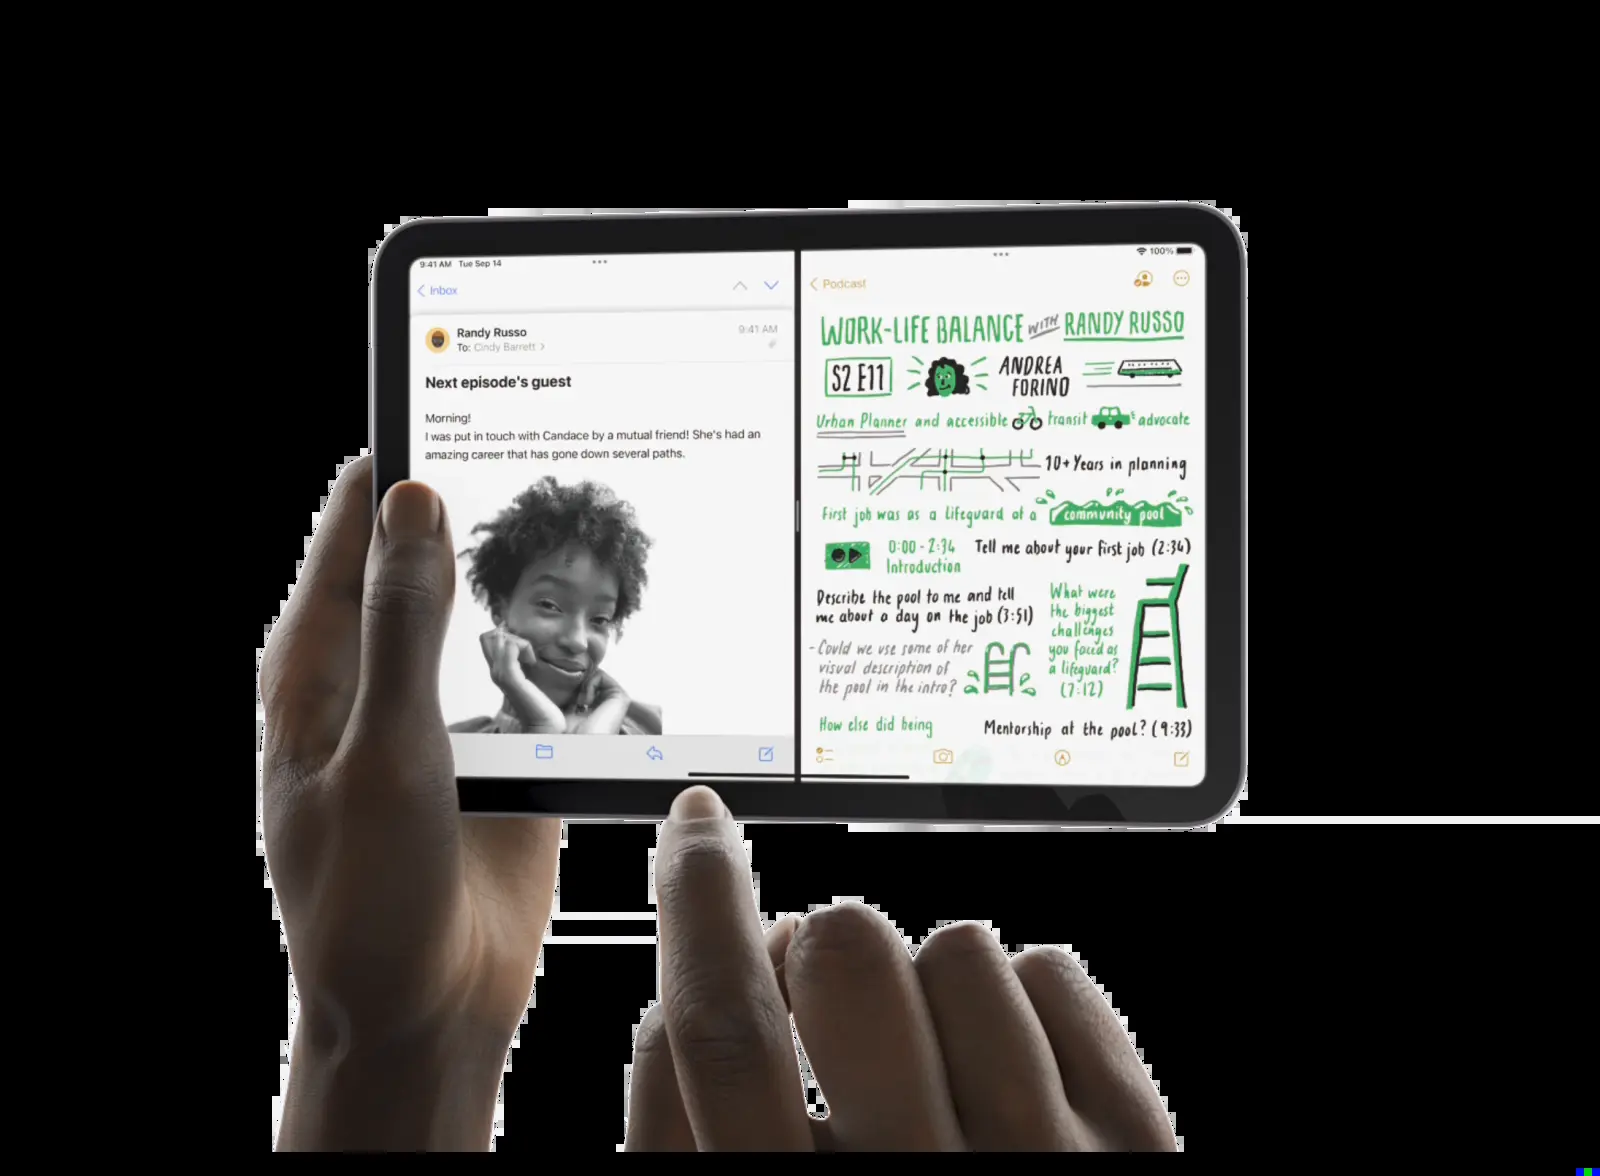 9:41 AM Tue Sep 14
Inbox
Randy Russo
9:41 AM
To: Cindy Barrett
Next episode's guest
Morning!
I was put in touch with Candace by a mutual friend! She's had an
amazing career that has gone down several paths.
100%
Podcast
WORK-LIFE BALANCE WITH RANDY RUSSO
S2 E11
ANDREA
FORINO
Urban Planner and accessible transit advocate
10+ Years in planning
First job was as a lifeguard at a community pool
0:00 - 2:34
Introduction
Tell me about your first job (2:34)
Describe the pool to me and tell
me about a day on the job (3:51)
- Could we use some of her
visual description of
the pool in the intro?
What were
the biggest
challenges
you faced as
a lifeguard?
(7:12)
How else did being
Mentorship at the pool? (9:33)